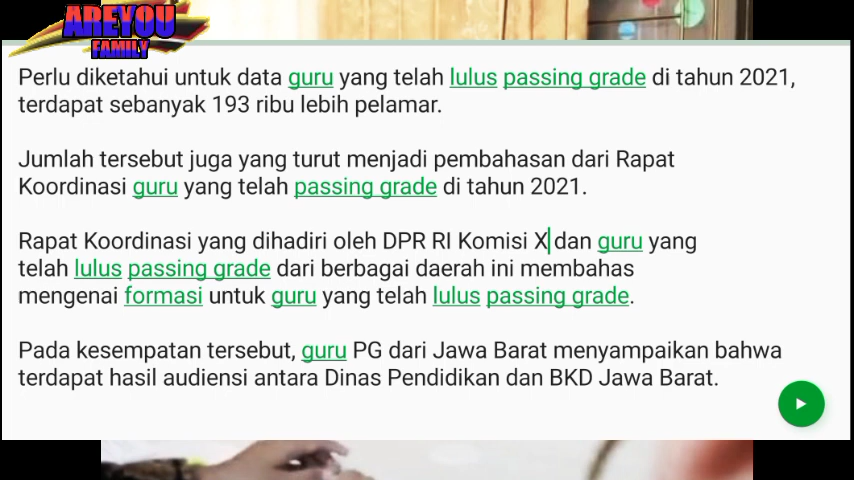 AREYOU
FAMILY
Perlu diketahui untuk data guru yang telah lulus passing grade di tahun 2021,
terdapat sebanyak 193 ribu lebih pelamar.
Jumlah tersebut juga yang turut menjadi pembahasan dari Rapat
Koordinasi guru yang telah passing grade di tahun 2021.
Rapat Koordinasi yang dihadiri oleh DPR RI Komisi X dan guru yang
telah lulus passing grade dari berbagai daerah ini membahas
mengenai formasi untuk guru yang telah lulus passing grade.
Pada kesempatan tersebut, guru PG dari Jawa Barat menyampaikan bahwa
terdapat hasil audiensi antara Dinas Pendidikan dan BKD Jawa Barat.